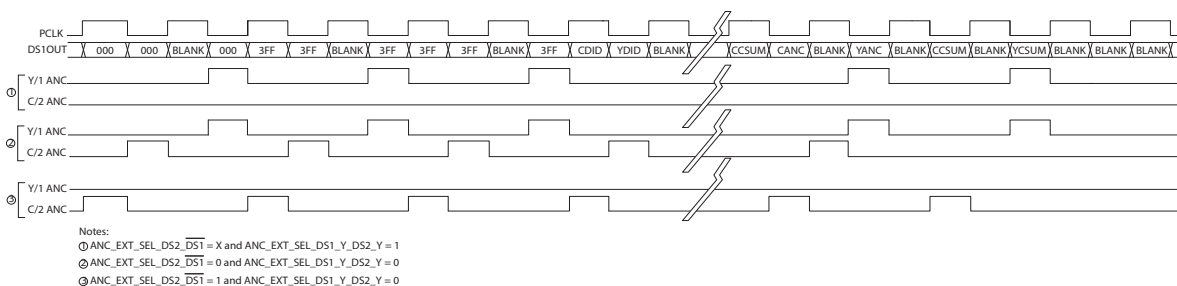 PCLK
DS1OUT 000 000 BLANK 000 3FF 3FF BLANK 3FF 3FF 3FF BLANK 3FF CDID YDID BLANK CCSUM CANC BLANK YANC BLANK CCSUM BLANK YCSUM BLANK BLANK BLANK
Y/1 ANC
① C/2 ANC
Y/1 ANC
② C/2 ANC
Y/1 ANC
③ C/2 ANC
Notes:
① ANC_EXT_SEL_DS2_DS1 = X and ANC_EXT_SEL_DS1_Y_DS2_Y = 1
② ANC_EXT_SEL_DS2_DS1 = 0 and ANC_EXT_SEL_DS1_Y_DS2_Y = 0
③ ANC_EXT_SEL_DS2_DS1 = 1 and ANC_EXT_SEL_DS1_Y_DS2_Y = 0